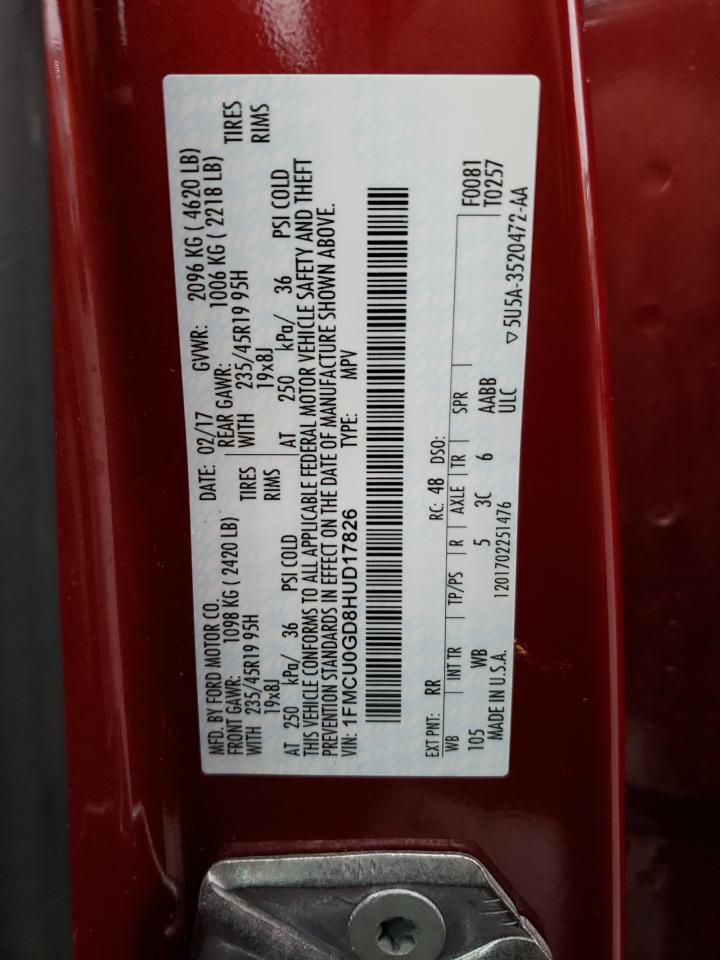 MFD. BY FORD MOTOR CO. DATE: 02/17 GVWR: 2096 KG ( 4620 LB)
FRONT GAWR: 1098 KG ( 2420 LB) REAR GAWR: 1006 KG ( 2218 LB)
WITH 235/45R19 95H TIRES WITH 235/45R19 95H TIRES
19x8J RIMS 19x8J RIMS
AT 250 kPa/ 36 PSI COLD AT 250 kPa/ 36 PSI COLD
THIS VEHICLE CONFORMS TO ALL APPLICABLE FEDERAL MOTOR VEHICLE SAFETY AND THEFT
PREVENTION STANDARDS IN EFFECT ON THE DATE OF MANUFACTURE SHOWN ABOVE.
VIN: 1FMCU0GD8HUD17826 TYPE: MPV
EXT PNT: RR RC: 48 DSO: F0081
WB INT TR TP/PS R AXLE TR SPR T0257
105 WB 5 3C 6 AABB
MADE IN U.S.A. 1201702251476 ULC ▽5U5A-3520472-AA